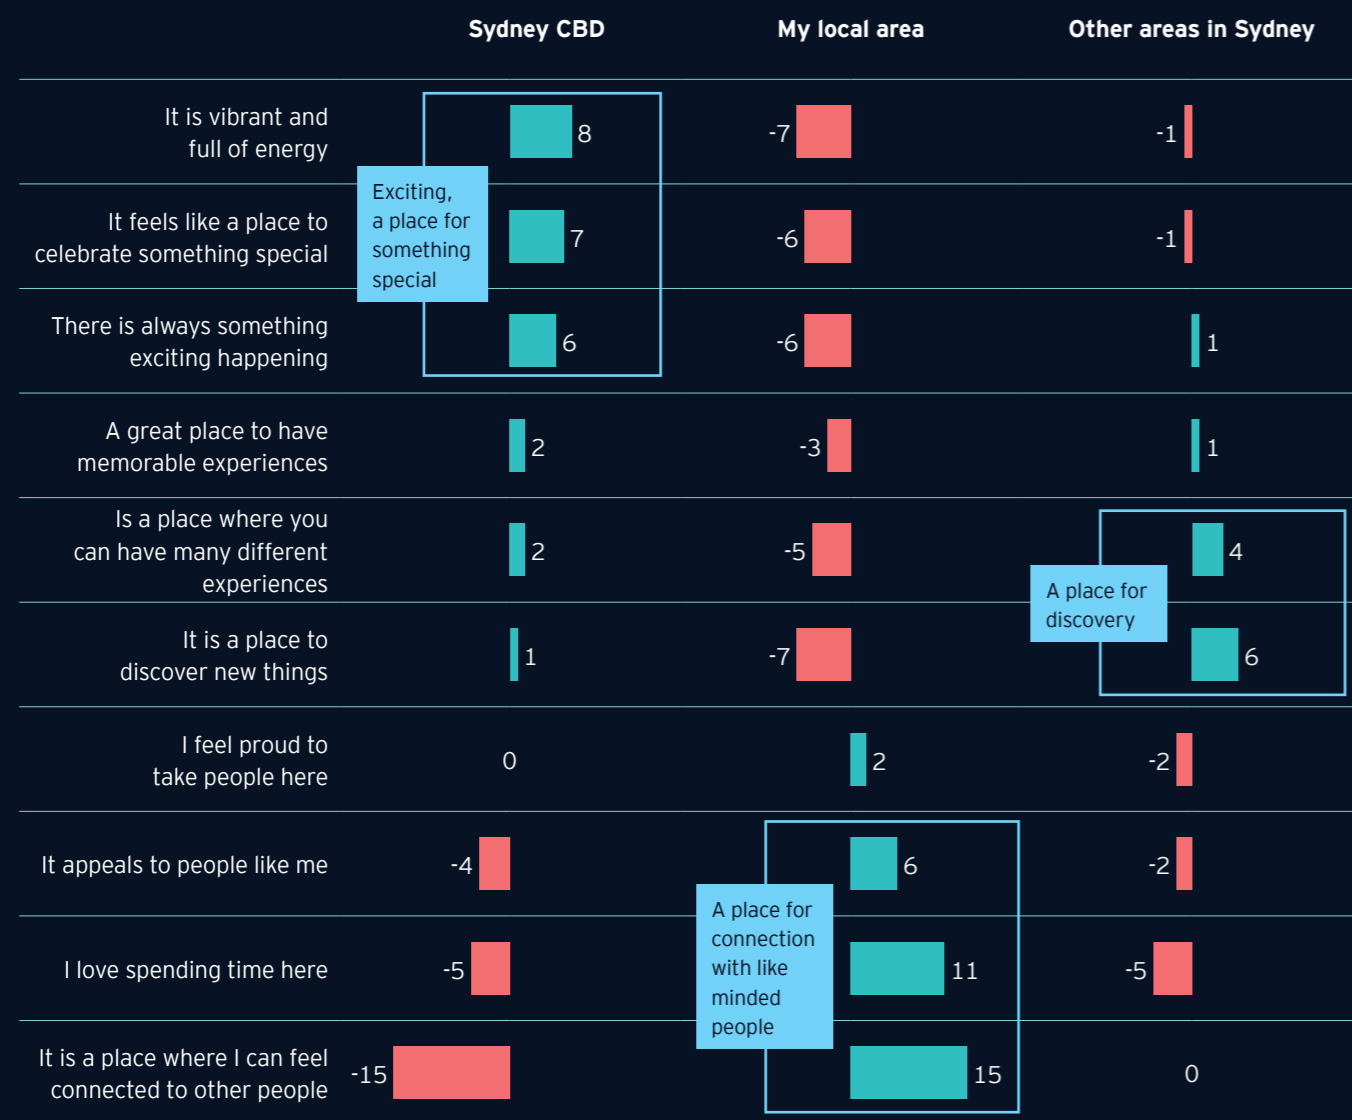 Sydney CBD
My local area
Other areas in Sydney
It is vibrant and
full of energy
8
-7
-1
Exciting,
a place for
something
special
It feels like a place to
celebrate something special
7
-6
-1
There is always something
exciting happening
6
-6
1
A great place to have
memorable experiences
2
-3
1
Is a place where you
can have many different
experiences
2
-5
4
A place for
discovery
It is a place to
discover new things
1
-7
6
I feel proud to
take people here
0
2
-2
It appeals to people like me
-4
6
-2
A place for
connection
with like
minded
people
I love spending time here
-5
11
-5
It is a place where I can feel
connected to other people
-15
15
0